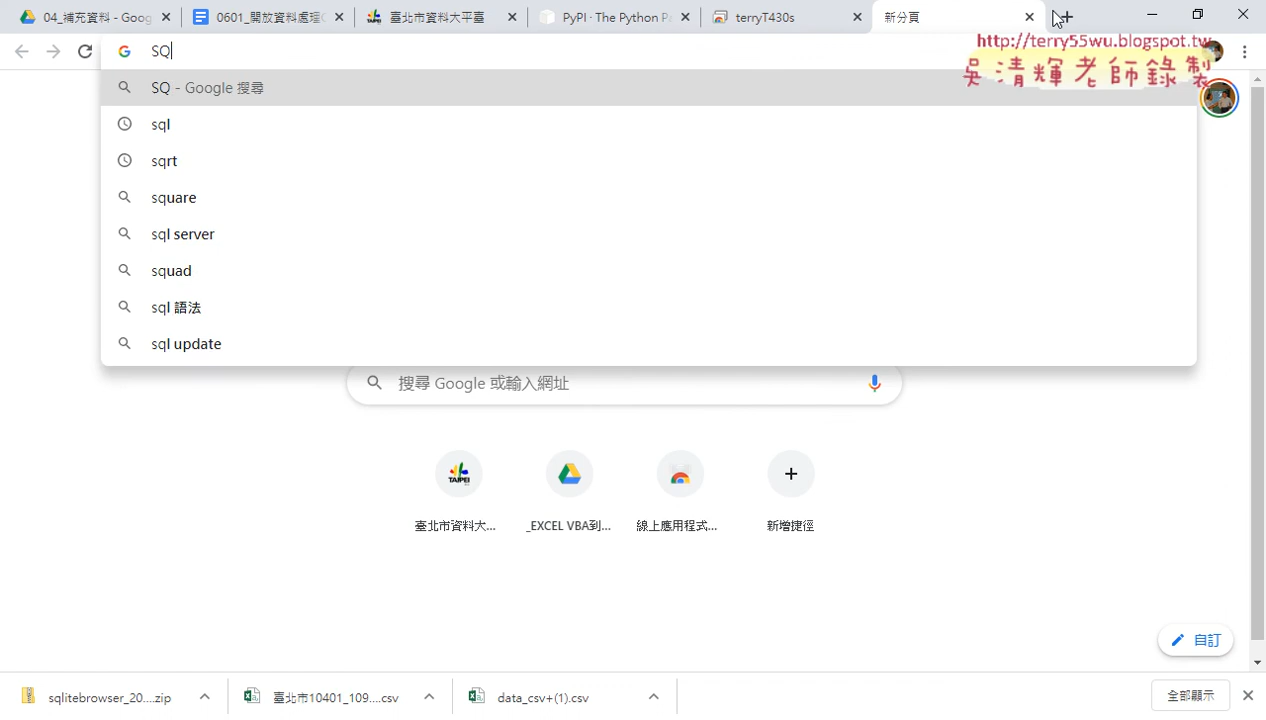 04_補充資料 - Goog
0601_開放資料處理(
臺北市資料大平臺
PyPI · The Python Pa
terryT430s
新分頁
SQ
http://terry55wu.blogspot.tw
吳清輝老師錄製
SQ - Google 搜尋
sql
sqrt
square
sql server
squad
sql 語法
sql update
搜尋 Google 或輸入網址
TAIPEI
臺北市資料大...
_EXCEL VBA到...
線上應用程式...
新增捷徑
自訂
sqlitebrowser_20....zip
臺北市10401_109....csv
data_csv+(1).csv
全部顯示